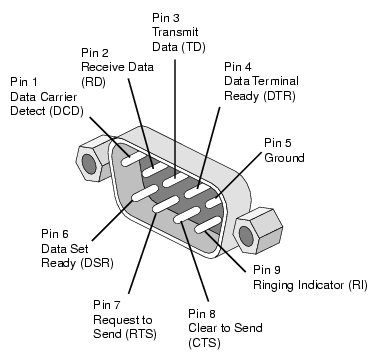 Pin 3
Transmit
Data (TD)
Pin 2
Receive Data
(RD)
Pin 4
Data Terminal
Ready (DTR)
Pin 1
Data Carrier
Detect (DCD)
Pin 5
Ground
Pin 6
Data Set
Ready (DSR)
Pin 9
Ringing Indicator (RI)
Pin 7
Request to
Send (RTS)
Pin 8
Clear to Send
(CTS)